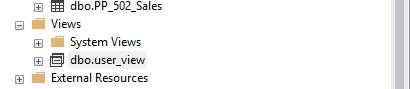 dbo.PP_502_Sales
Views
System Views
dbo.user_view
External Resources